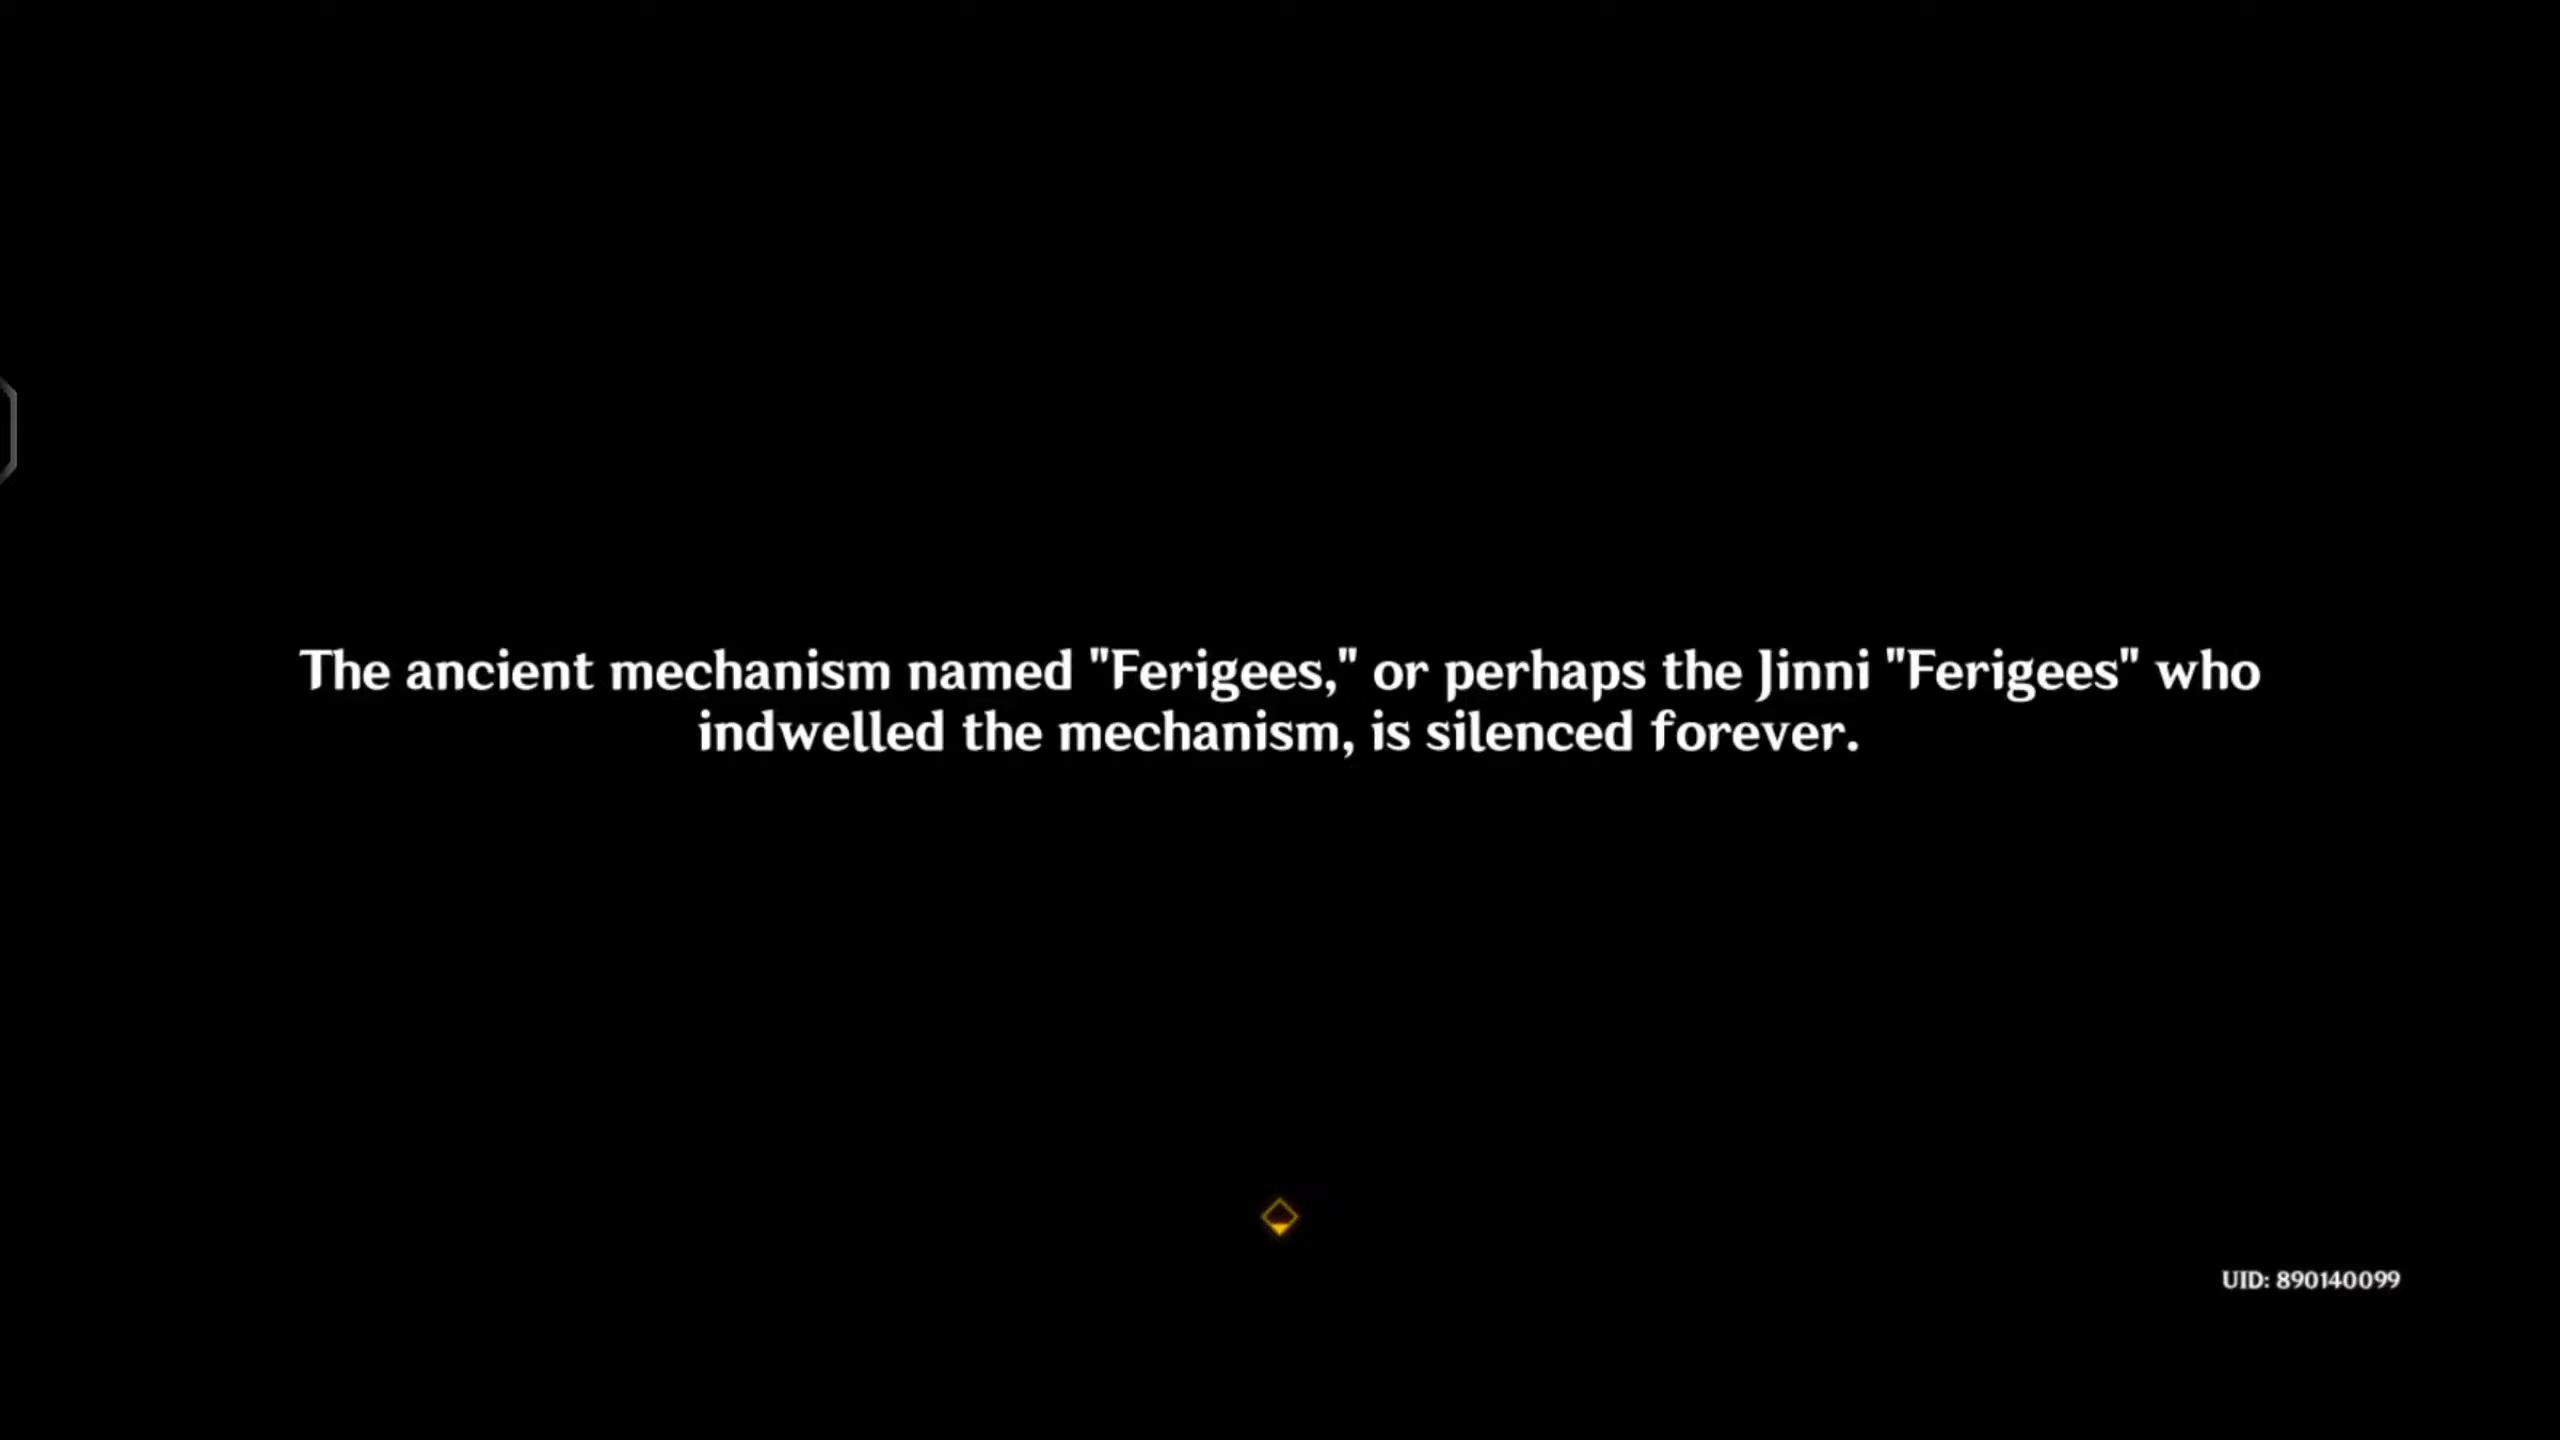 The ancient mechanism named "Ferigees," or perhaps the Jinni "Ferigees" who
indwelled the mechanism, is silenced forever.
UID: 890140099